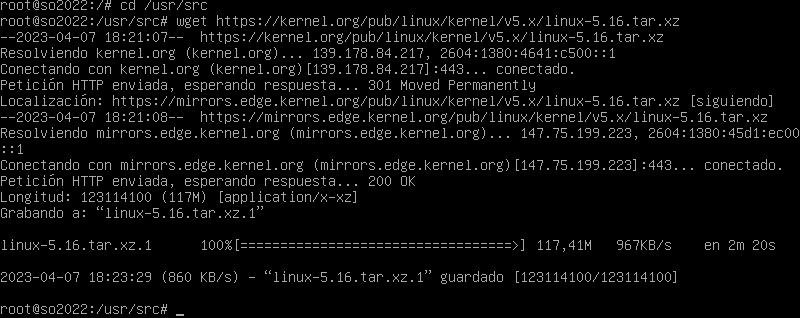 root@so2022:/# cd /usr/src
root@so2022:/usr/src# wget https://kernel.org/pub/linux/kernel/v5.x/linux-5.16.tar.xz
--2023-04-07 18:21:07--  https://kernel.org/pub/linux/kernel/v5.x/linux-5.16.tar.xz
Resolviendo kernel.org (kernel.org)... 139.178.84.217, 2604:1380:4641:c500::1
Conectando con kernel.org (kernel.org)[139.178.84.217]:443... conectado.
Petición HTTP enviada, esperando respuesta... 301 Moved Permanently
Localización: https://mirrors.edge.kernel.org/pub/linux/kernel/v5.x/linux-5.16.tar.xz [siguiendo]
--2023-04-07 18:21:08--  https://mirrors.edge.kernel.org/pub/linux/kernel/v5.x/linux-5.16.tar.xz
Resolviendo mirrors.edge.kernel.org (mirrors.edge.kernel.org)... 147.75.199.223, 2604:1380:45d1:ec00
::1
Conectando con mirrors.edge.kernel.org (mirrors.edge.kernel.org)[147.75.199.223]:443... conectado.
Petición HTTP enviada, esperando respuesta... 200 OK
Longitud: 123114100 (117M) [application/x-xz]
Grabando a: “linux-5.16.tar.xz.1”
linux-5.16.tar.xz.1      100%[==================================>] 117,41M   967KB/s    en 2m 20s
2023-04-07 18:23:29 (860 KB/s) - “linux-5.16.tar.xz.1” guardado [123114100/123114100]
root@so2022:/usr/src# _